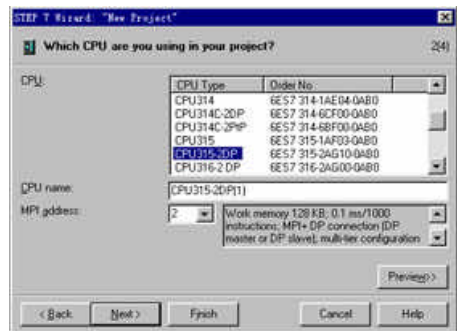 STEP 7 Wizard: "New Project"
Which CPU are you using in your project?
2(4)
CPU:
CPU Type Order No
CPU314 6ES7 314-1AE04-0AB0
CPU314C-2DP 6ES7 314-6CF00-0AB0
CPU314C-2PtP 6ES7 314-6BF00-0AB0
CPU315 6ES7 315-1AF03-0AB0
CPU315-2DP 6ES7 315-2AG10-0AB0
CPU316-2 DP 6ES7 316-2AG00-0AB0
CPU name: CPU315-2DP(1)
MPI address: 2
Work memory 128 KB; 0.1 ms/1000
instructions; MPI+ DP connection (DP
master or DP slave); multi-tier configuration
Preview>>
< Back Next > Finish Cancel Help